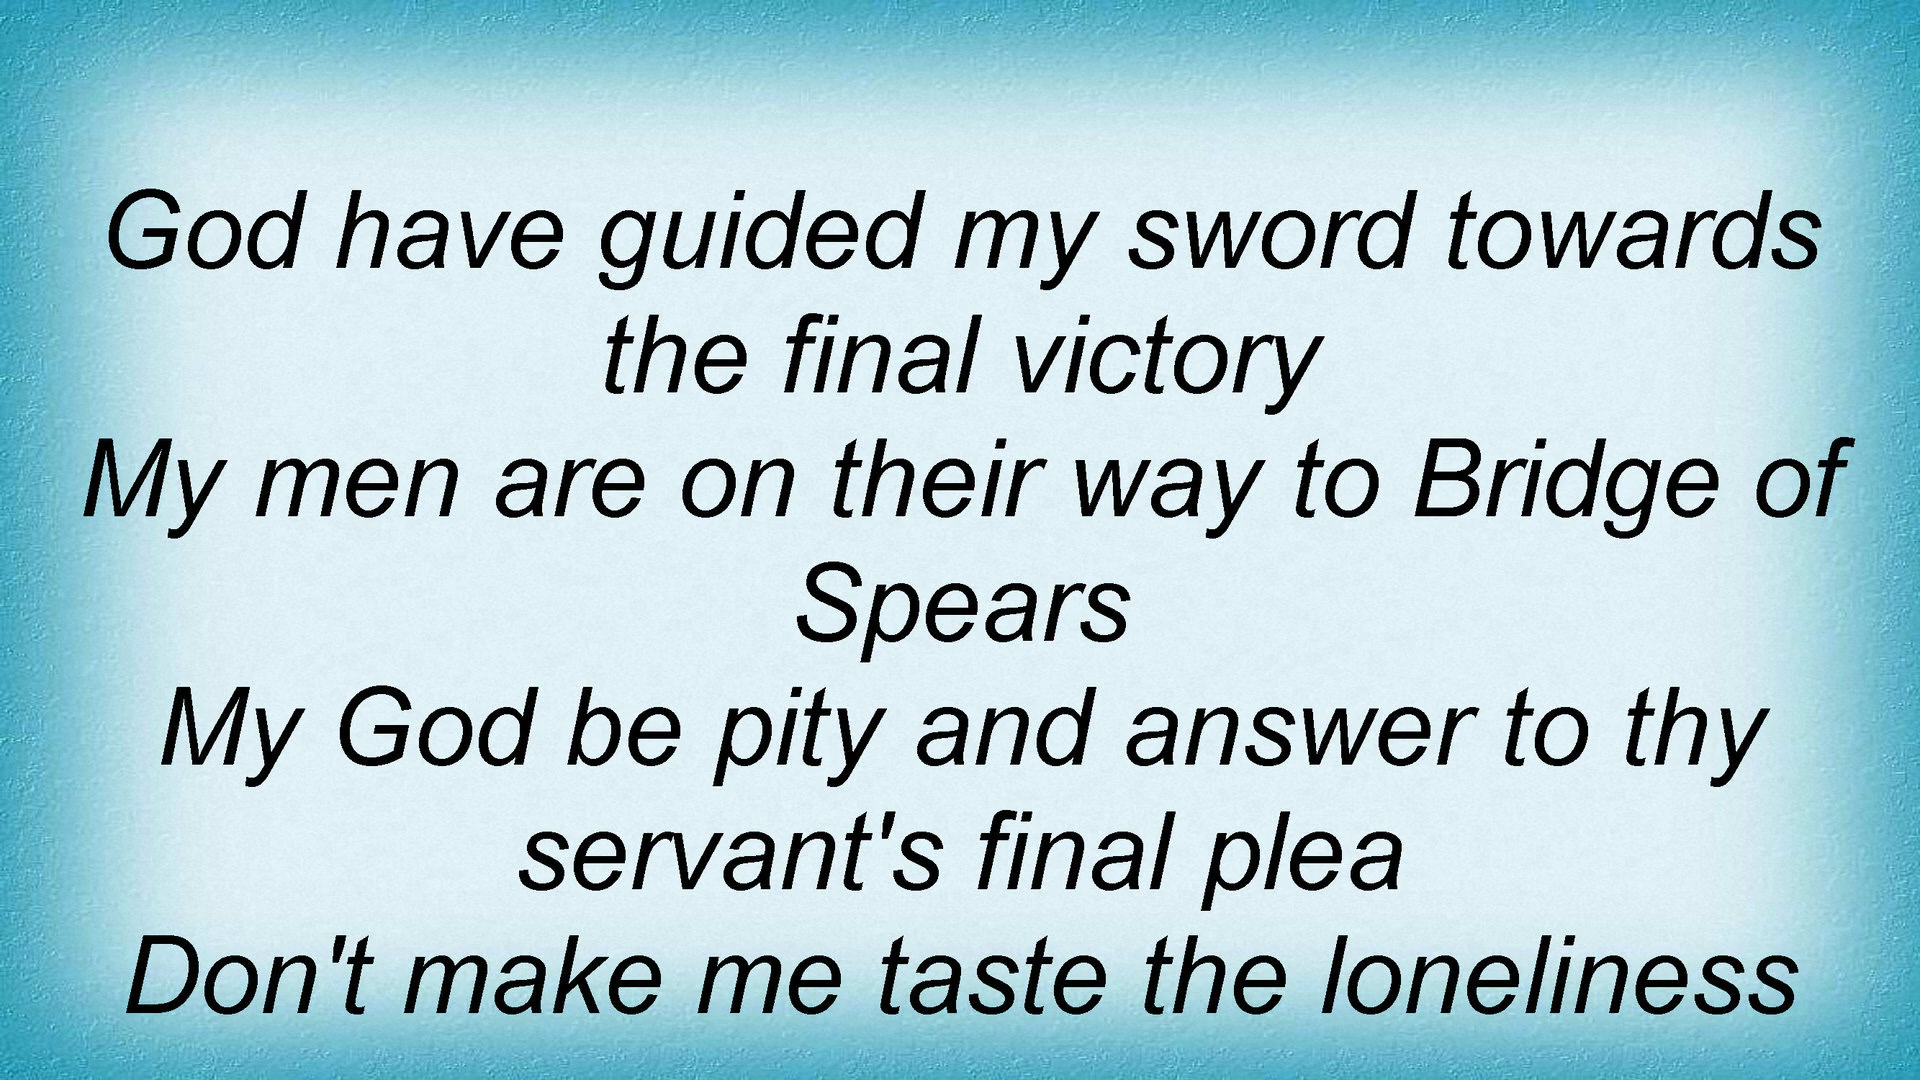 God have guided my sword towards
the final victory
My men are on their way to Bridge of
Spears
My God be pity and answer to thy
servant's final plea
Don't make me taste the loneliness